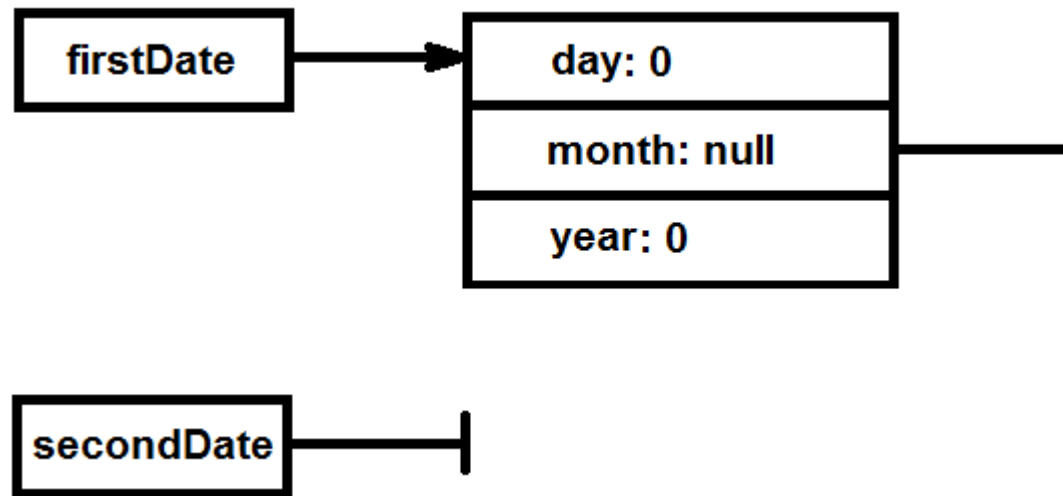 firstDate
day: 0
month: null
year: 0
secondDate